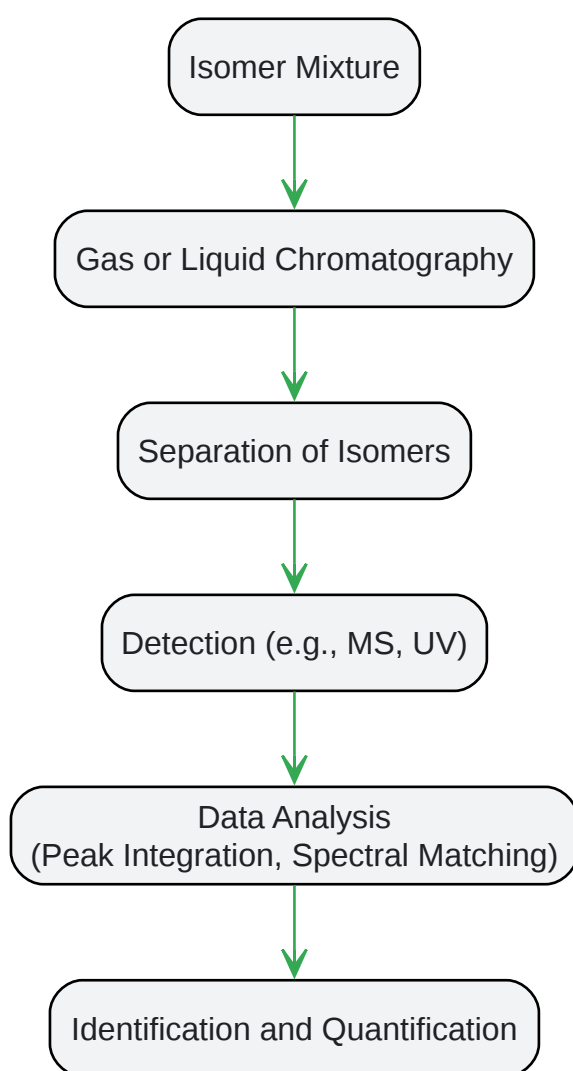 Isomer Mixture
Gas or Liquid Chromatography
Separation of Isomers
Detection (e.g., MS, UV)
Data Analysis
(Peak Integration, Spectral Matching)
Identification and Quantification